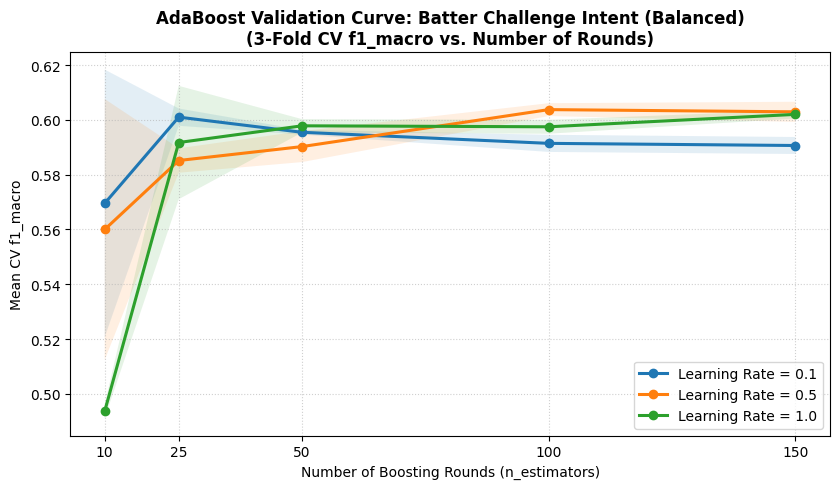 AdaBoost Validation Curve: Batter Challenge Intent (Balanced)
(3-Fold CV f1_macro vs. Number of Rounds)
Mean CV f1_macro
0.62
0.60
0.58
0.56
0.54
0.52
0.50
10
25
50
100
150
Number of Boosting Rounds (n_estimators)
Learning Rate = 0.1
Learning Rate = 0.5
Learning Rate = 1.0